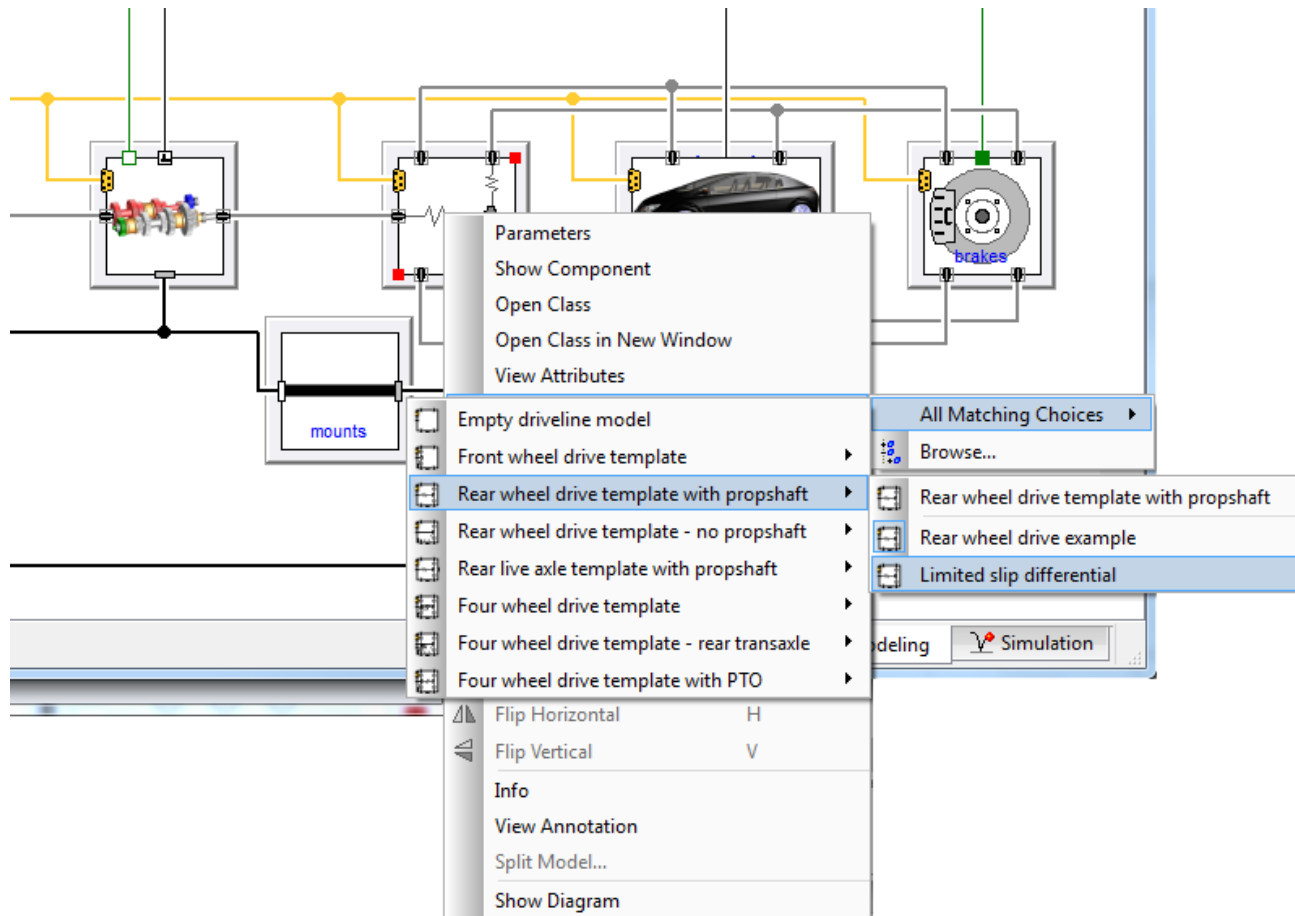 Parameters
Show Component
Open Class
Open Class in New Window
View Attributes
brakes
mounts
Empty driveline model
Front wheel drive template
Rear wheel drive template with propshaft
Rear wheel drive template - no propshaft
Rear live axle template with propshaft
Four wheel drive template
Four wheel drive template - rear transaxle
Four wheel drive template with PTO
All Matching Choices
Browse...
Rear wheel drive template with propshaft
Rear wheel drive example
Limited slip differential
deling
Simulation
Flip Horizontal H
Flip Vertical V
Info
View Annotation
Split Model...
Show Diagram